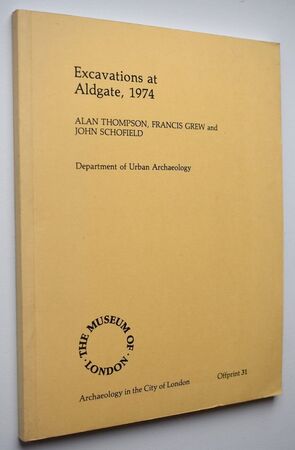 Excavations at
Aldgate, 1974
ALAN THOMPSON, FRANCIS GREW and
JOHN SCHOFIELD
Department of Urban Archaeology
THE MUSEUM OF LONDON
Archaeology in the City of London Offprint 31